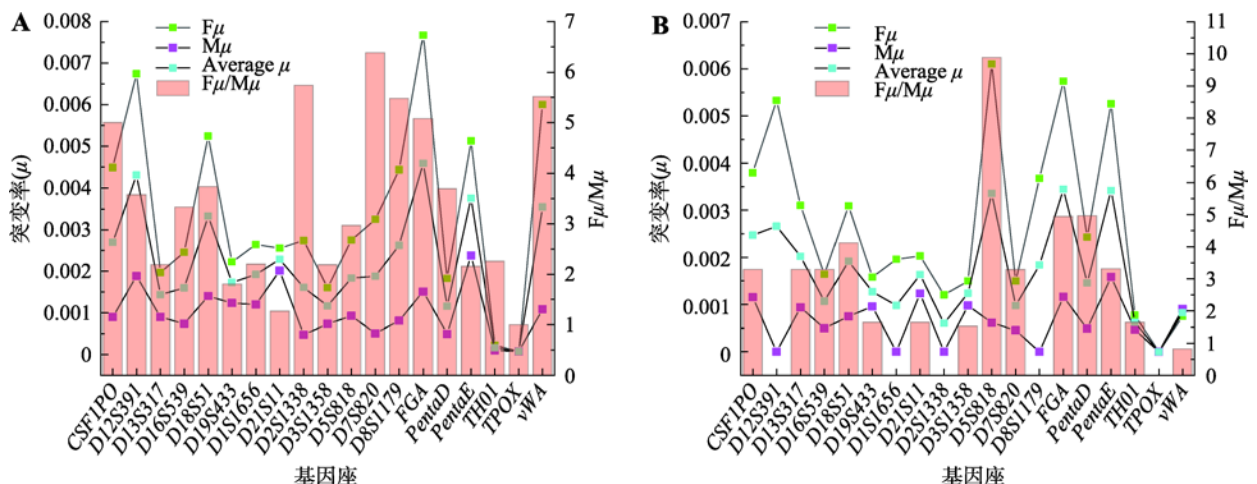 A
Fμ
Mμ
Average μ
Fμ/Mμ
突变率(μ)
0.008
0.007
0.006
0.005
0.004
0.003
0.002
0.001
0
Fμ/Mμ
7
6
5
4
3
2
1
0
CSF1PO
D12S391
D13S317
D16S539
D18S51
D19S433
D1S1656
D21S11
D2S1338
D3S1358
D5S818
D7S820
D8S1179
FGA
PentaD
PentaE
TH01
TPOX
vWA
基因座
B
Fμ
Mμ
Average μ
Fμ/Mμ
突变率(μ)
0.007
0.006
0.005
0.004
0.003
0.002
0.001
0
Fμ/Mμ
11
10
9
8
7
6
5
4
3
2
1
0
CSF1PO
D12S391
D13S317
D16S539
D18S51
D19S433
D1S1656
D21S11
D2S1338
D3S1358
D5S818
D7S820
D8S1179
FGA
PentaD
PentaE
TH01
TPOX
vWA
基因座